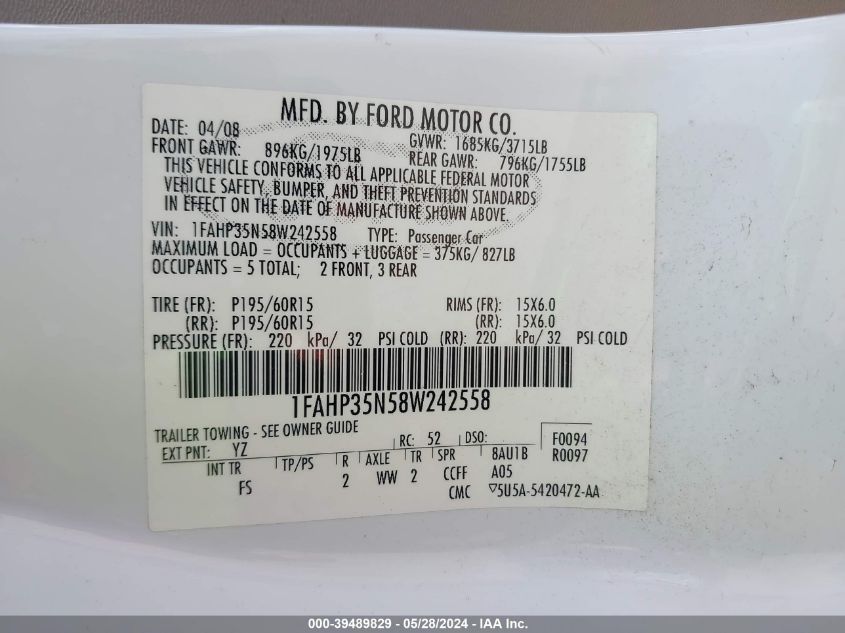 MFD. BY FORD MOTOR CO.
DATE: 04/08 GVWR: 1685KG/3715LB
FRONT GAWR: 896KG/1975LB REAR GAWR: 796KG/1755LB
THIS VEHICLE CONFORMS TO ALL APPLICABLE FEDERAL MOTOR
VEHICLE SAFETY, BUMPER, AND THEFT PREVENTION STANDARDS
IN EFFECT ON THE DATE OF MANUFACTURE SHOWN ABOVE.
VIN: 1FAHP35N58W242558 TYPE: Passenger Car
MAXIMUM LOAD = OCCUPANTS + LUGGAGE = 375KG/ 827LB
OCCUPANTS = 5 TOTAL; 2 FRONT, 3 REAR
TIRE (FR): P195/60R15 RIMS (FR): 15X6.0
(RR): P195/60R15 (RR): 15X6.0
PRESSURE (FR): 220 kPa/ 32 PSI COLD (RR): 220 kPa/ 32 PSI COLD
1FAHP35N58W242558
TRAILER TOWING - SEE OWNER GUIDE
EXT PNT: YZ RC: 52 DSO: F0094
INT TR TP/PS R AXLE TR SPR 8AU1B R0097
FS 2 WW 2 CCFF A05
CMC ▽5U5A-5420472-AA
000-39489829 - 05/28/2024 - IAA Inc.